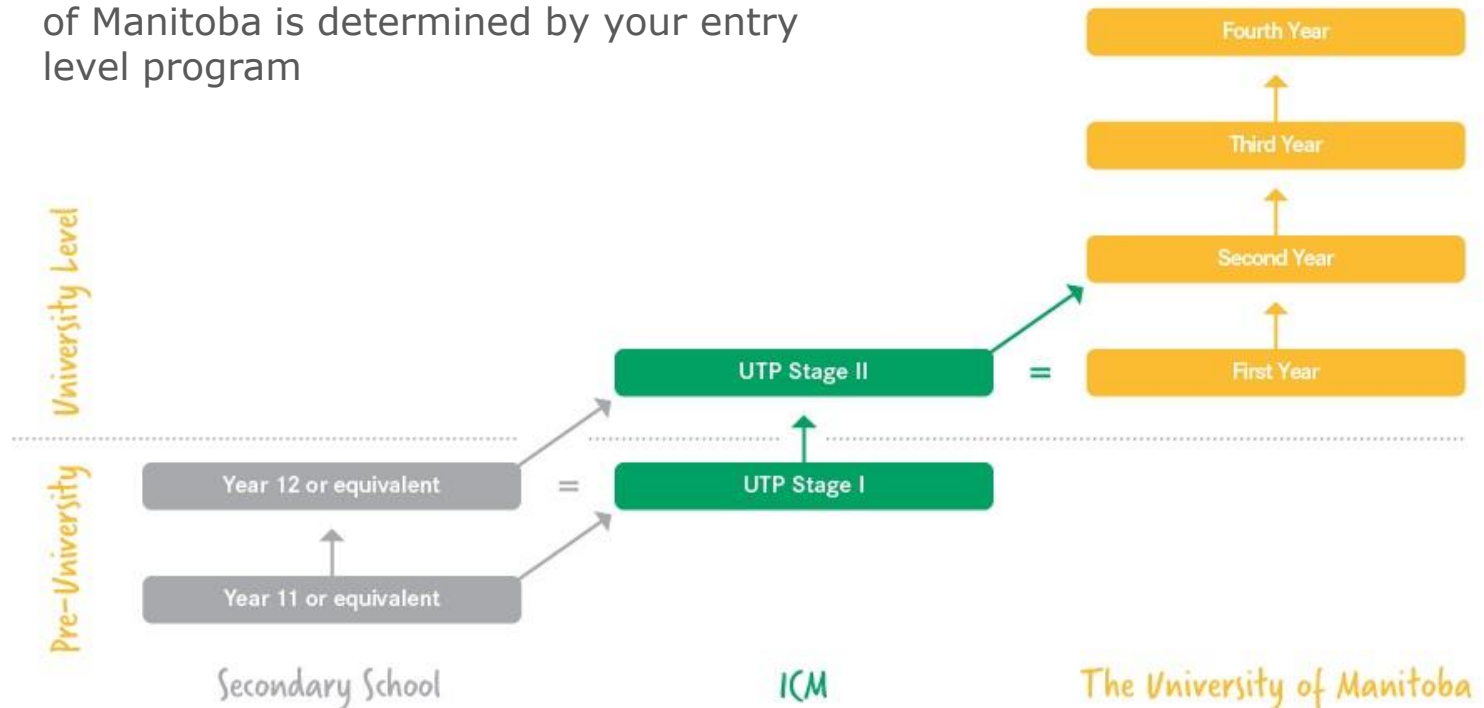 of Manitoba is determined by your entry
level program
Fourth Year
Third Year
Second Year
UTP Stage II
=
First Year
Year 12 or equivalent
=
UTP Stage I
Year 11 or equivalent
University Level
Pre-University
Secondary School
ICM
The University of Manitoba